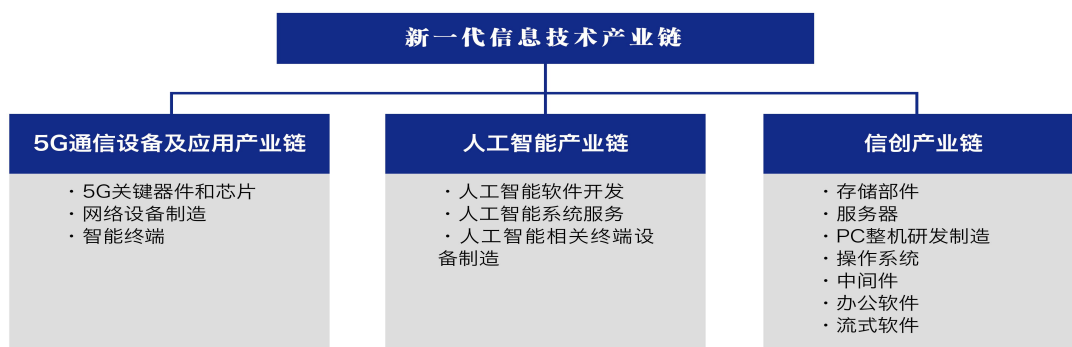 新一代信息技术产业链
5G通信设备及应用产业链
· 5G关键器件和芯片
· 网络设备制造
· 智能终端
人工智能产业链
· 人工智能软件开发
· 人工智能系统服务
· 人工智能相关终端设
备制造
信创产业链
· 存储部件
· 服务器
· PC整机研发制造
· 操作系统
· 中间件
· 办公软件
· 流式软件